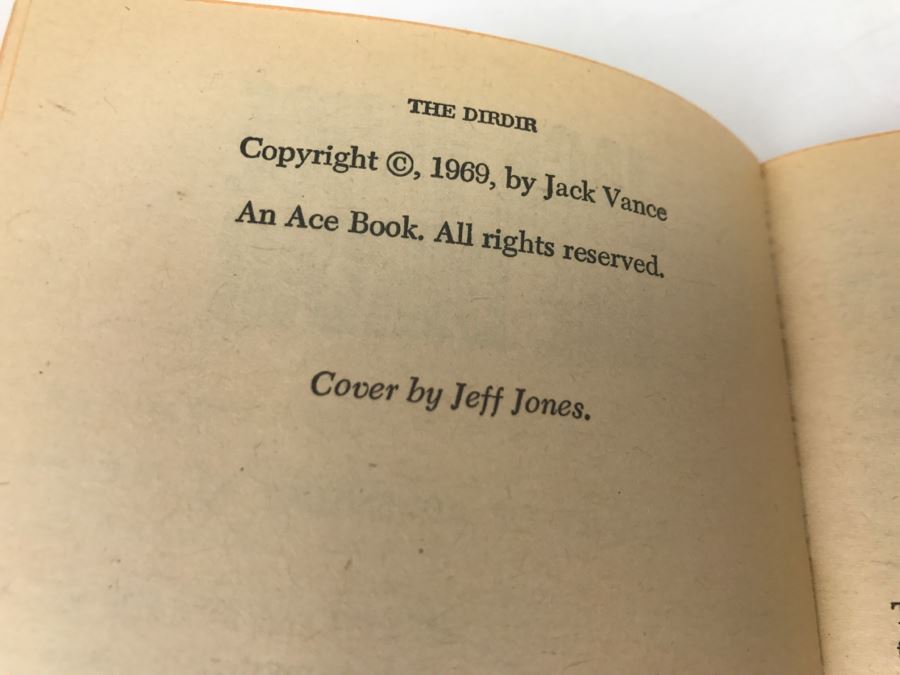 THE DIRDIR
Copyright ©, 1969, by Jack Vance
An Ace Book. All rights reserved.
Cover by Jeff Jones.